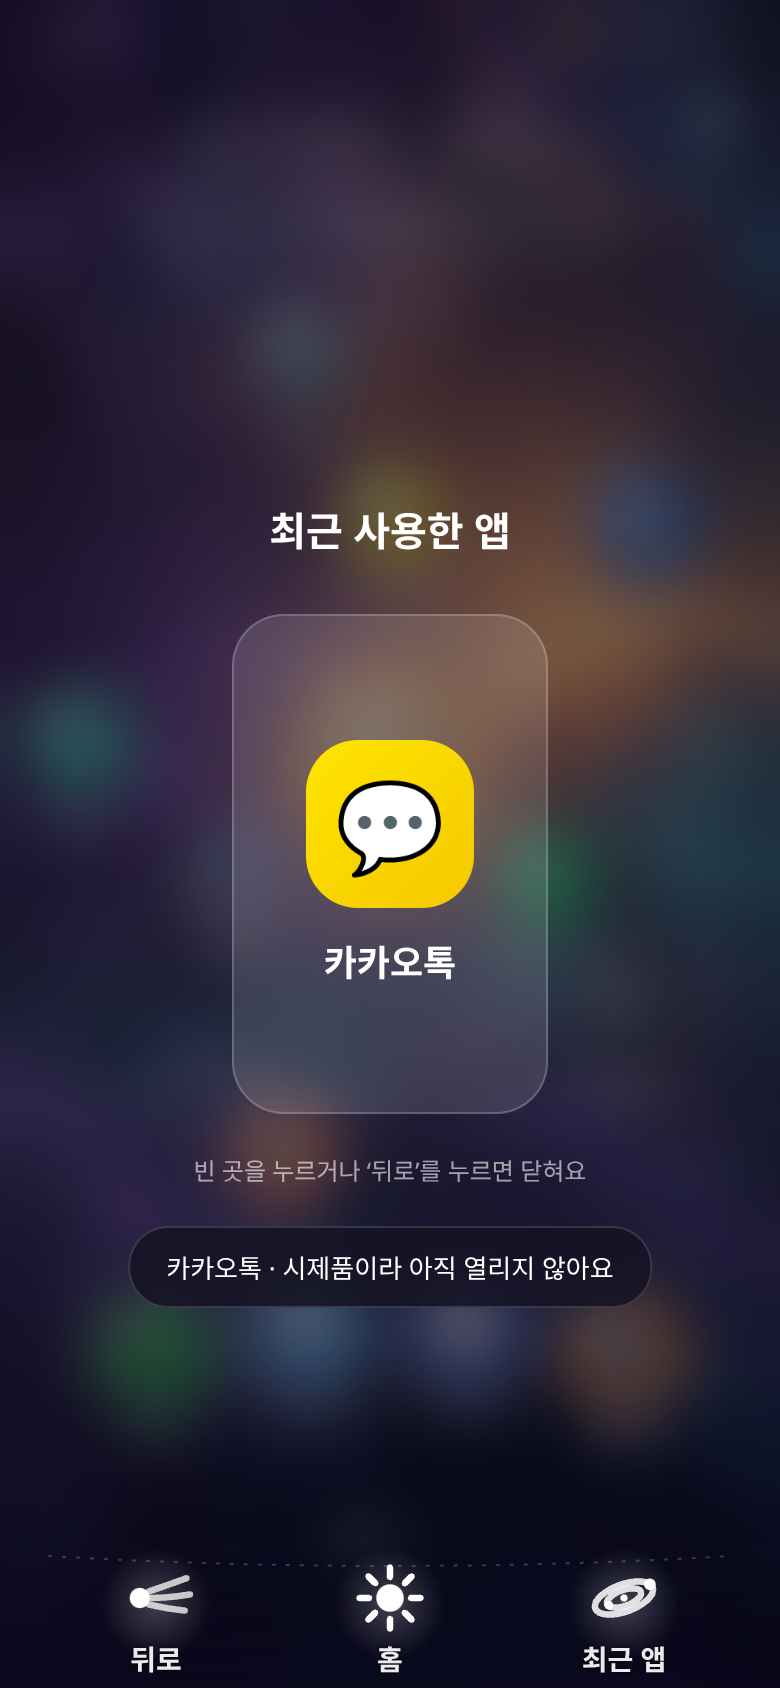 최근 사용한 앱
카카오톡
빈 곳을 누르거나 ‘뒤로’를 누르면 닫혀요
카카오톡 · 시제품이라 아직 열리지 않아요
뒤로
홈
최근 앱